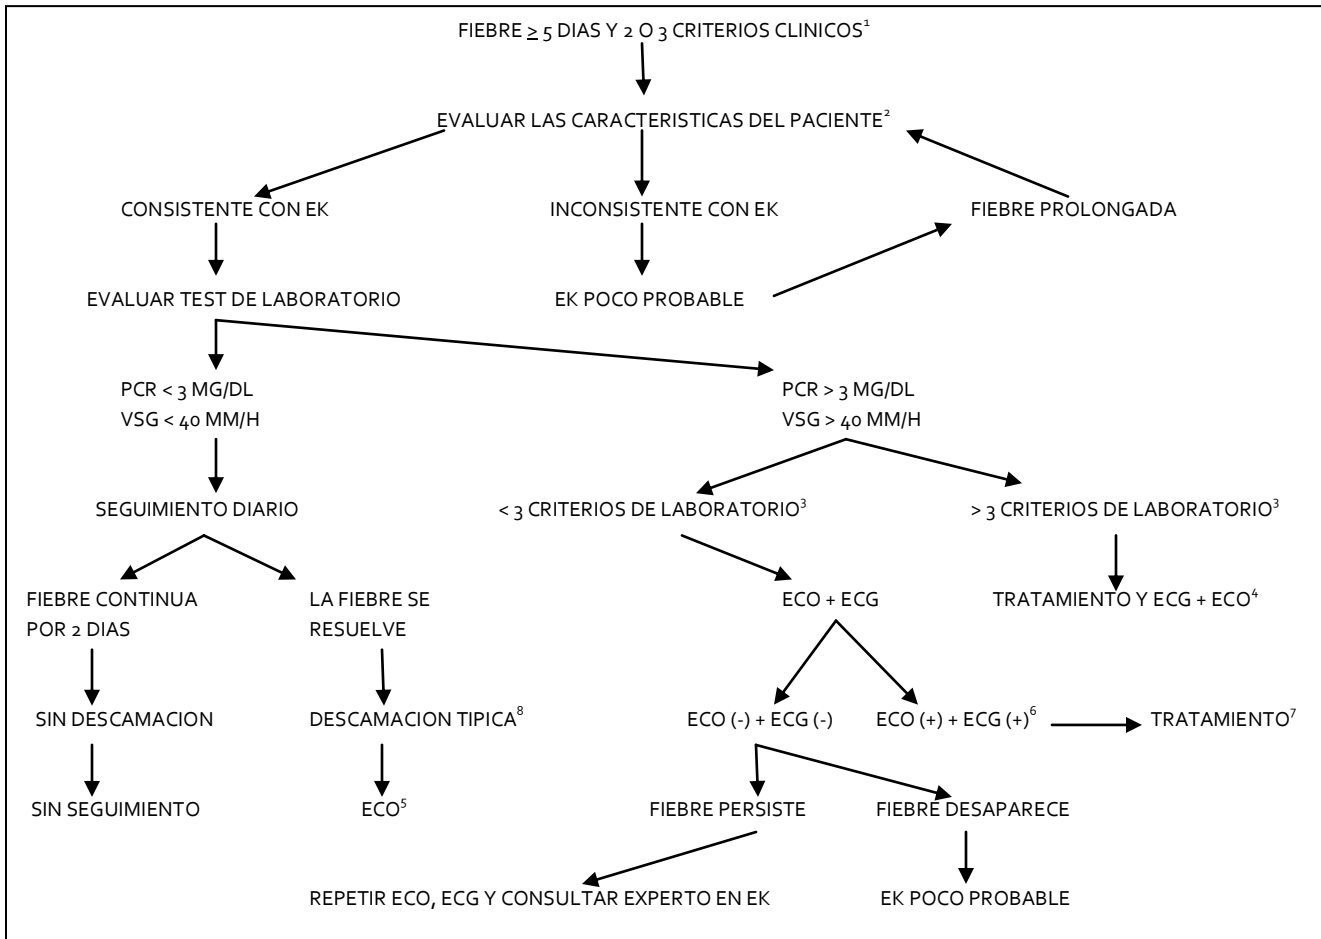 FIEBRE ≥ 5 DIAS Y 2 O 3 CRITERIOS CLINICOS¹
EVALUAR LAS CARACTERISTICAS DEL PACIENTE²
CONSISTENTE CON EK
INCONSISTENTE CON EK
FIEBRE PROLONGADA
EVALUAR TEST DE LABORATORIO
EK POCO PROBABLE
PCR < 3 MG/DL
VSG < 40 MM/H
PCR > 3 MG/DL
VSG > 40 MM/H
SEGUIMIENTO DIARIO
< 3 CRITERIOS DE LABORATORIO³
> 3 CRITERIOS DE LABORATORIO³
FIEBRE CONTINUA
POR 2 DIAS
LA FIEBRE SE
RESUELVE
ECO + ECG
TRATAMIENTO Y ECG + ECO⁴
SIN DESCAMACION
DESCAMACION TIPICA⁸
ECO (-) + ECG (-)
ECO (+) + ECG (+)⁶
TRATAMIENTO⁷
SIN SEGUIMIENTO
ECO⁵
FIEBRE PERSISTE
FIEBRE DESAPARECE
REPETIR ECO, ECG Y CONSULTAR EXPERTO EN EK
EK POCO PROBABLE